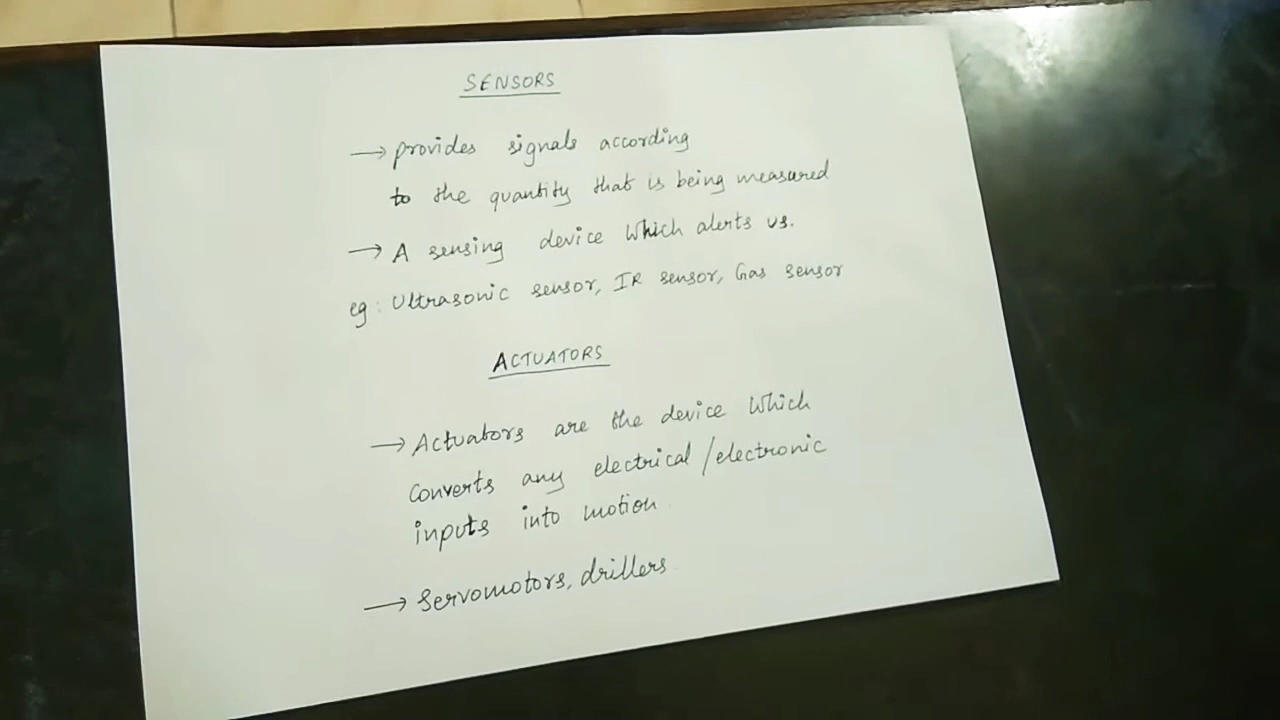 SENSORS
→ provides signals according
to the quantity that is being measured
→ A sensing device which alerts us.
eg: Ultrasonic sensor, IR sensor, Gas sensor
ACTUATORS
→ Actuators are the device which
converts any electrical/electronic
inputs into motion
→ servomotors, drillers